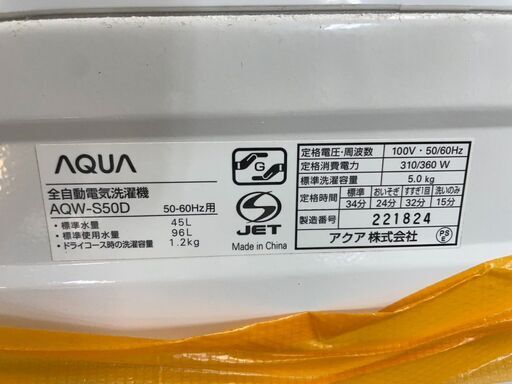 AQUA
全自動電気洗濯機
AQW-S50D 50-60Hz用
・標準水量 45L
・標準使用水量 96L
・ドライコース時の洗濯容量 1.2kg
G
S
JET
Made in China
定格電圧・周波数 100V・50/60Hz
定格消費電力 310/360 W
標準洗濯容量 5.0 kg
定格時間 標準 おいそぎ すすぎ1回 洗いのみ
34分 24分 32分 15分
製造番号 221824
アクア 株式会社
PS
E